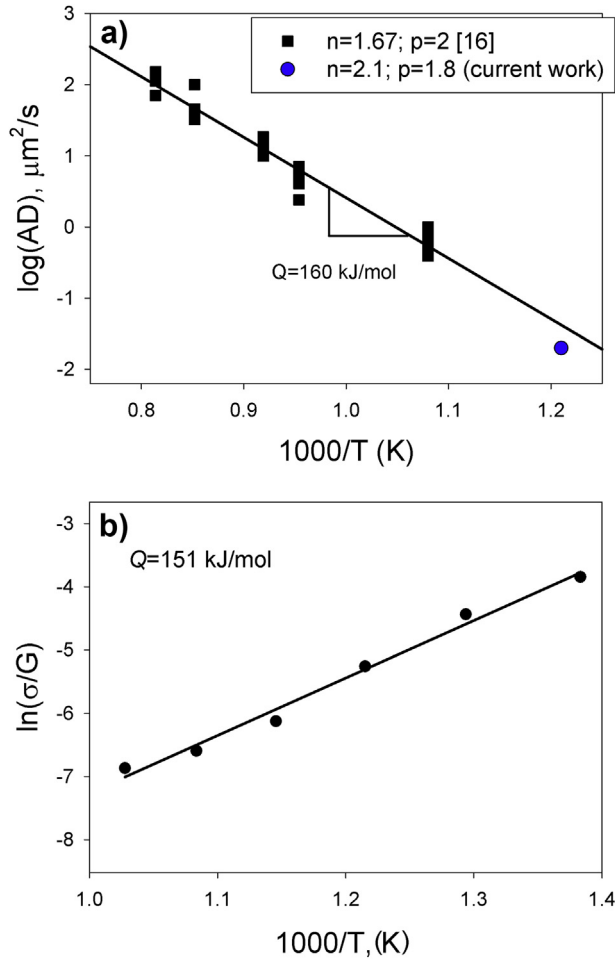 a)
n=1.67; p=2 [16]
n=2.1; p=1.8 (current work)
3
2
1
0
-1
-2
log(AD), μm²/s
Q=160 kJ/mol
0.8 0.9 1.0 1.1 1.2
1000/T (K)
b)
Q=151 kJ/mol
-3
-4
-5
-6
-7
-8
ln(σ/G)
1.0 1.1 1.2 1.3 1.4
1000/T,(K)